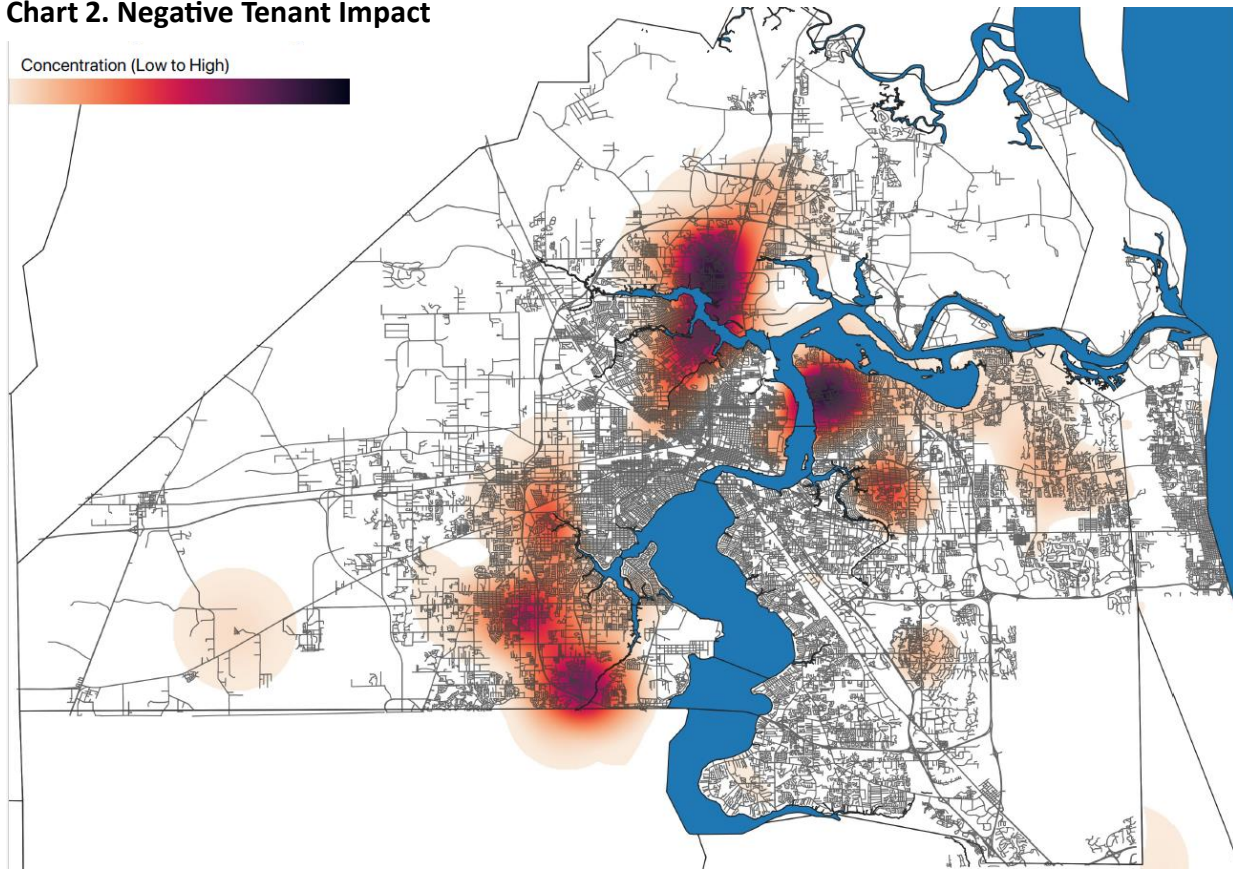 Chart 2. Negative Tenant Impact
Concentration (Low to High)